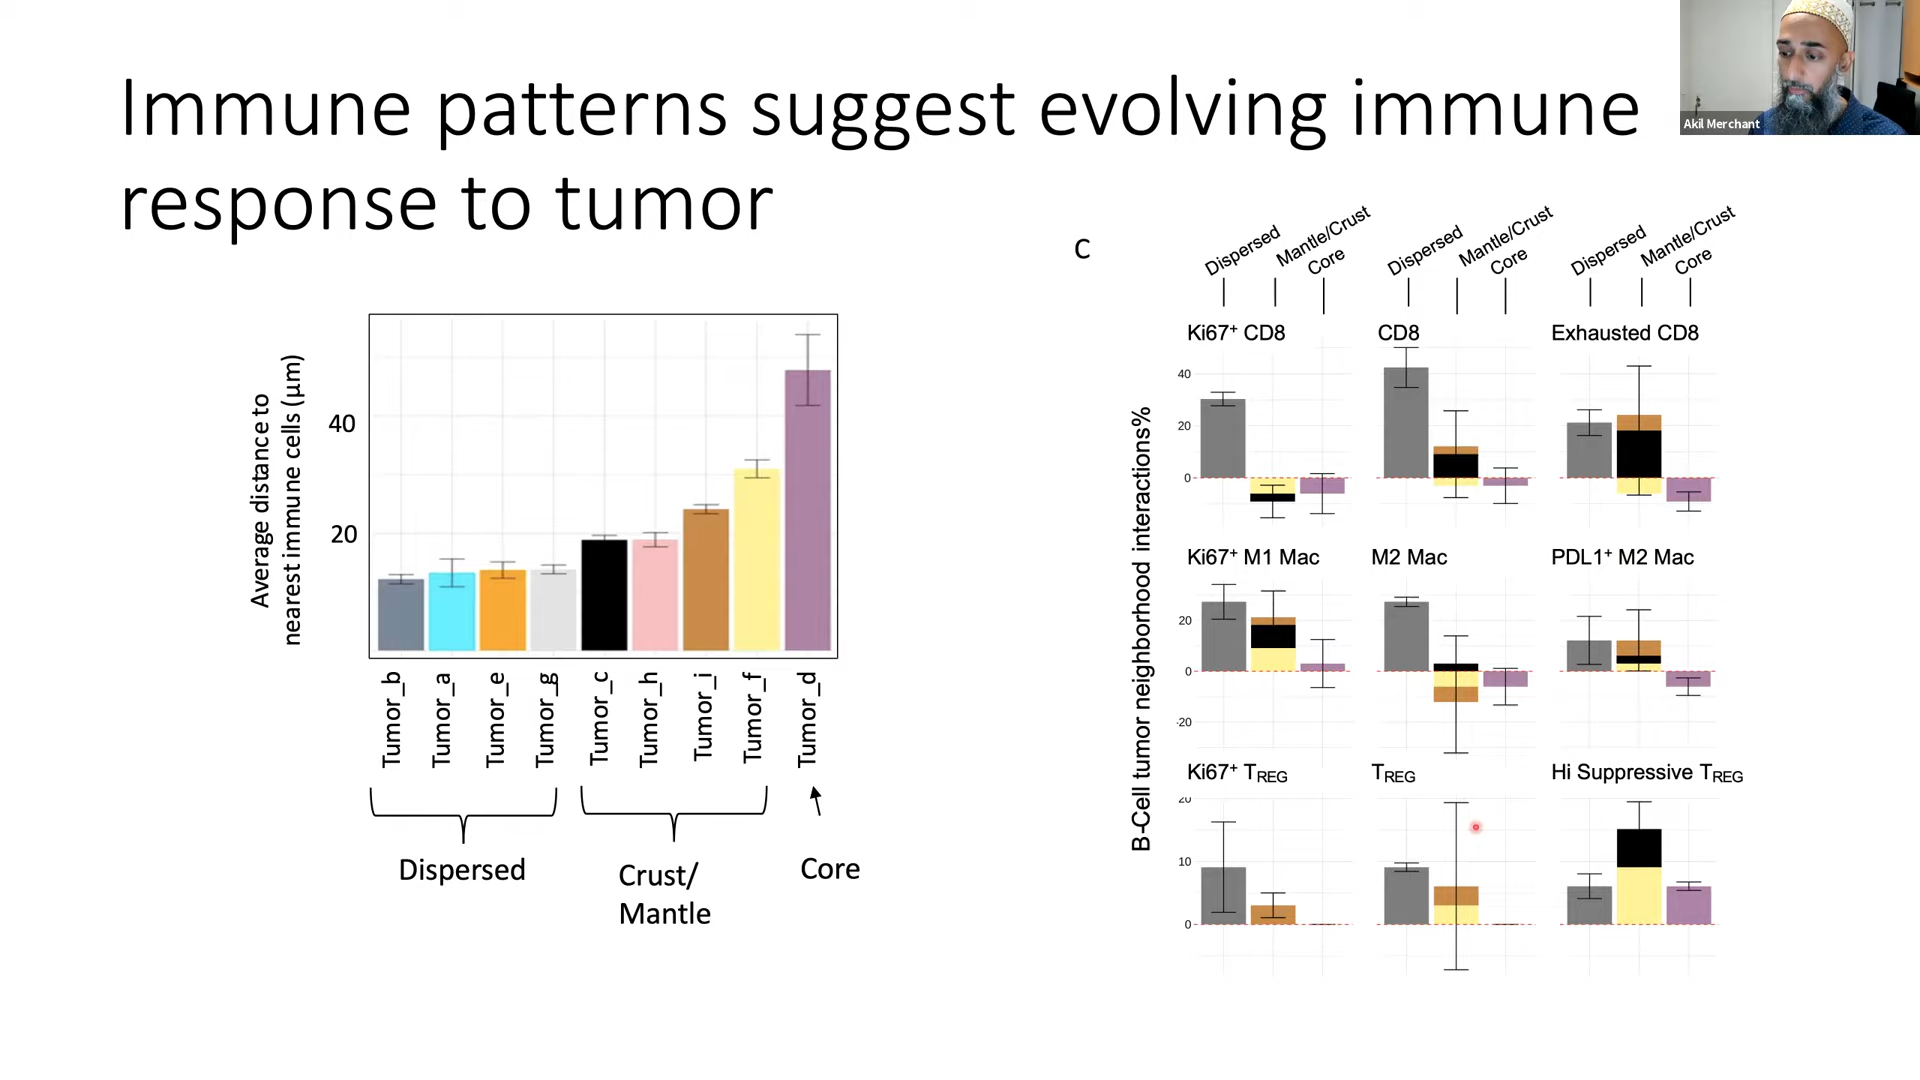 Immune patterns suggest evolving immune
response to tumor
Akil Merchant
Average distance to
nearest immune cells (µm)
40
20
Tumor_b
Tumor_a
Tumor_e
Tumor_g
Tumor_c
Tumor_h
Tumor_i
Tumor_f
Tumor_d
Dispersed
Crust/
Mantle
Core
C
B-Cell tumor neighborhood interactions%
Dispersed
Mantle/Crust
Core
Dispersed
Mantle/Crust
Core
Dispersed
Mantle/Crust
Core
Ki67⁺ CD8
CD8
Exhausted CD8
40
20
0
Ki67⁺ M1 Mac
M2 Mac
PDL1⁺ M2 Mac
20
0
-20
Ki67⁺ TREG
TREG
Hi Suppressive TREG
20
10
0